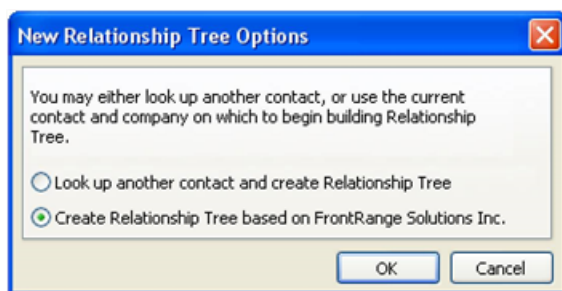 New Relationship Tree Options
You may either look up another contact, or use the current
contact and company on which to begin building Relationship
Tree.
Look up another contact and create Relationship Tree
Create Relationship Tree based on FrontRange Solutions Inc.
OK Cancel